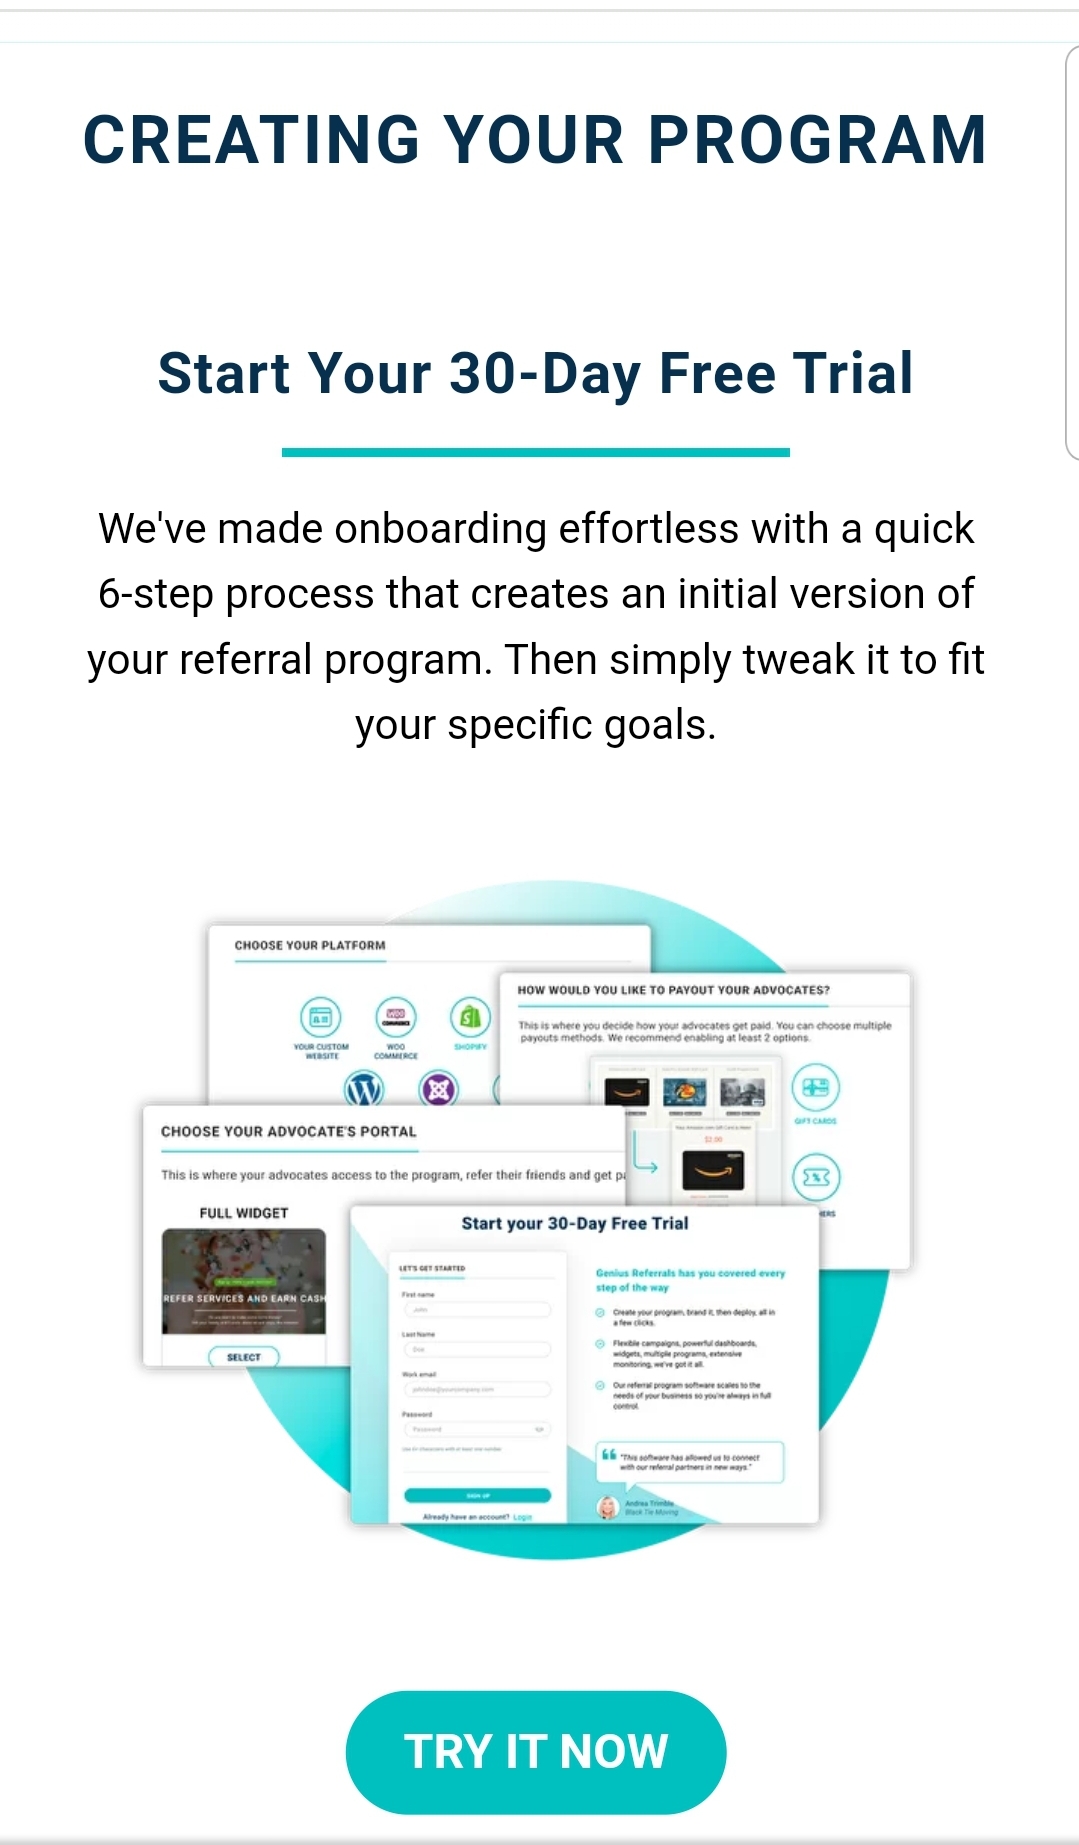 CREATING YOUR PROGRAM
Start Your 30-Day Free Trial
We've made onboarding effortless with a quick
6-step process that creates an initial version of
your referral program. Then simply tweak it to fit
your specific goals.
CHOOSE YOUR PLATFORM
YOUR CUSTOM
WEBSITE
WOO
COMMERCE
WOO
COMMERCE
SHOPIFY
HOW WOULD YOU LIKE TO PAYOUT YOUR ADVOCATES?
This is where you decide how your advocates get paid. You can choose multiple
payouts methods. We recommend enabling at least 2 options.
GIFT CARDS
$2.00
CHOOSE YOUR ADVOCATE'S PORTAL
This is where your advocates access to the program, refer their friends and get
FULL WIDGET
REFER SERVICES AND EARN CASH
SELECT
Start your 30-Day Free Trial
LET'S GET STARTED
First name
John
Last Name
Doe
Work email
johndoe@yourcompany.com
Password
Password
SIGN UP
Already have an account? Login
Genius Referrals has you covered every
step of the way
Create your program, brand it, then deploy, all in
a few clicks.
Flexible campaigns, powerful dashboards,
widgets, multiple programs, extensive
monitoring, we've got it all.
Our referral program software scales to the
needs of your business so you're always in full
control.
"This software has allowed us to connect
with our referral partners in new ways."
Andrea Trimble
Black Tie Moving
TRY IT NOW